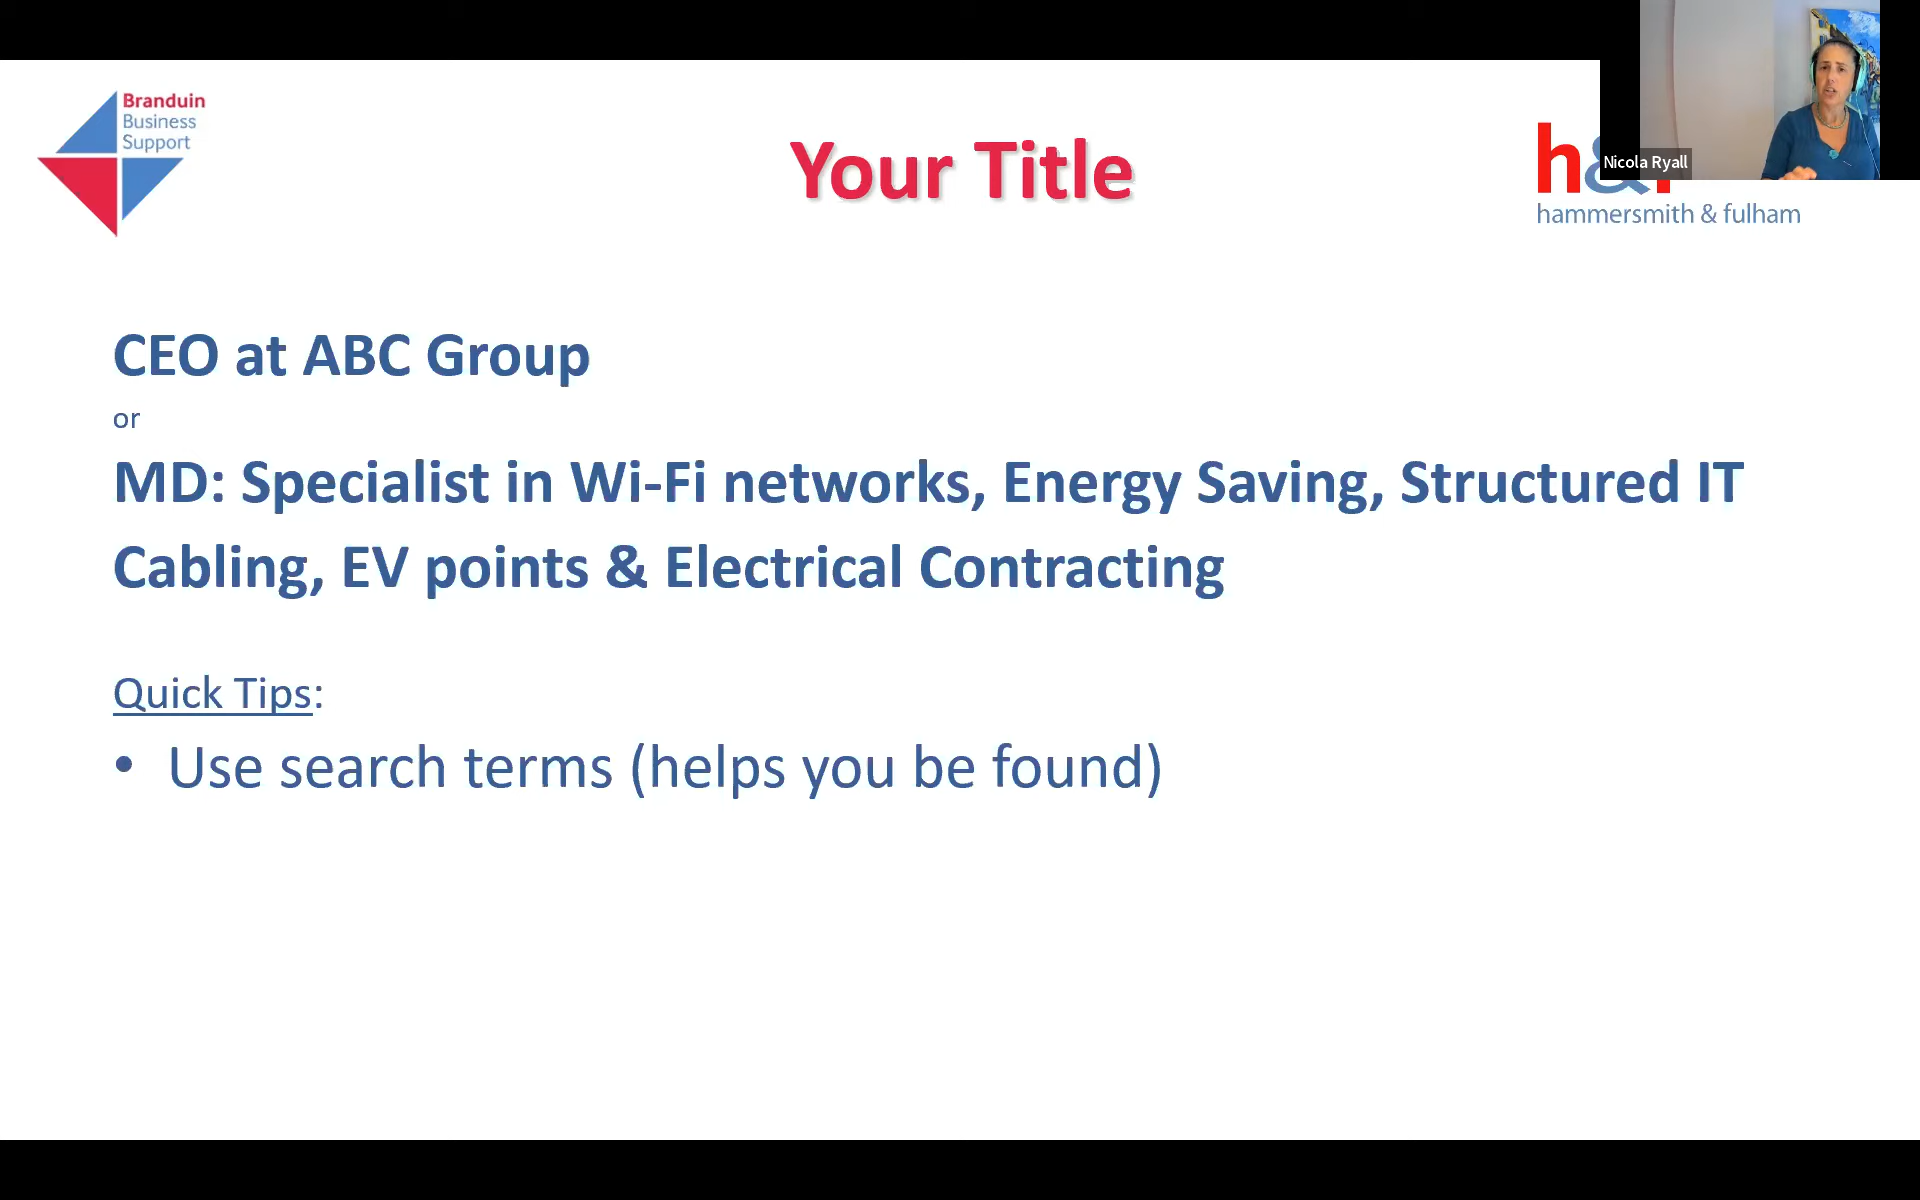 Branduin
Business
Support
Your Title
h&f
hammersmith & fulham
Nicola Ryall
CEO at ABC Group
or
MD: Specialist in Wi-Fi networks, Energy Saving, Structured IT
Cabling, EV points & Electrical Contracting
Quick Tips:
• Use search terms (helps you be found)